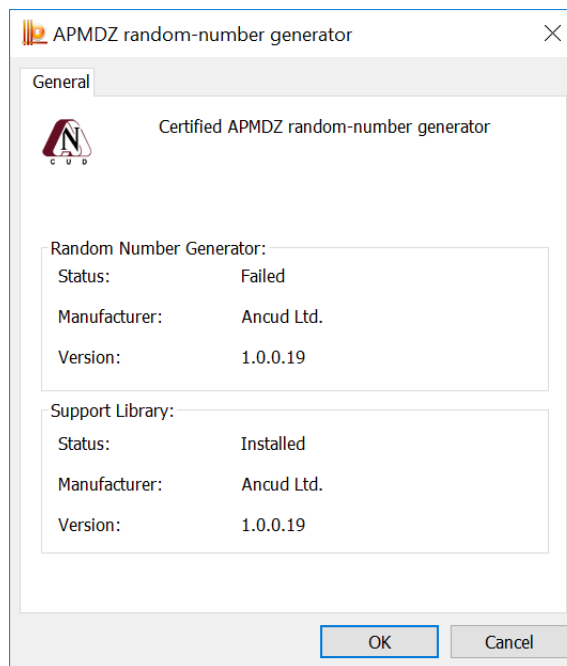 APMDZ random-number generator
General
Certified APMDZ random-number generator
N
CUD
Random Number Generator:
Status: Failed
Manufacturer: Ancud Ltd.
Version: 1.0.0.19
Support Library:
Status: Installed
Manufacturer: Ancud Ltd.
Version: 1.0.0.19
OK Cancel